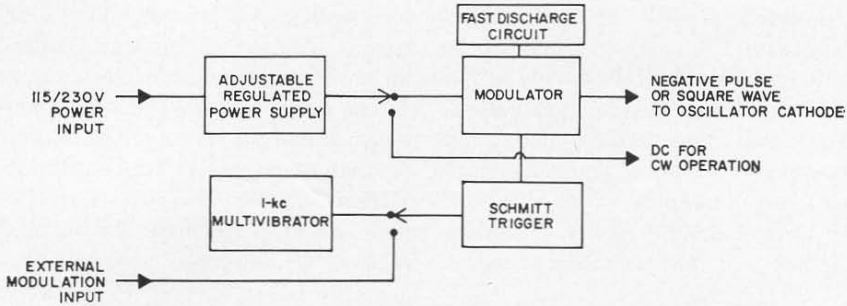 FAST DISCHARGE
CIRCUIT
115/230V
POWER
INPUT
ADJUSTABLE
REGULATED
POWER SUPPLY
MODULATOR
NEGATIVE PULSE
OR SQUARE WAVE
TO OSCILLATOR CATHODE
DC FOR
CW OPERATION
1-kc
MULTIVIBRATOR
SCHMITT
TRIGGER
EXTERNAL
MODULATION
INPUT